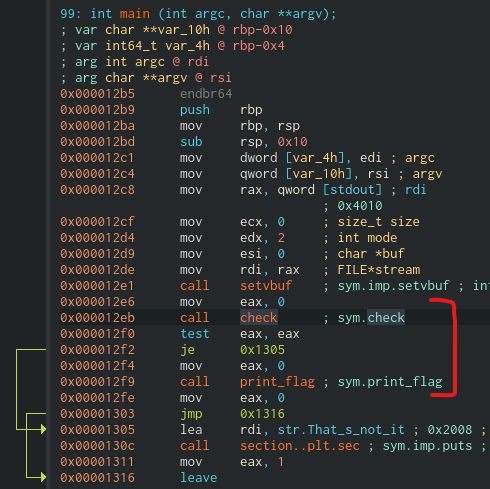 99: int main (int argc, char **argv);
; var char **var_10h @ rbp-0x10
; var int64_t var_4h @ rbp-0x4
; arg int argc @ rdi
; arg char **argv @ rsi
0x000012b5 endbr64
0x000012b9 push rbp
0x000012ba mov rbp, rsp
0x000012bd sub rsp, 0x10
0x000012c1 mov dword [var_4h], edi ; argc
0x000012c4 mov qword [var_10h], rsi ; argv
0x000012c8 mov rax, qword [stdout] ; rdi
; 0x4010
0x000012cf mov ecx, 0 ; size_t size
0x000012d4 mov edx, 2 ; int mode
0x000012d9 mov esi, 0 ; char *buf
0x000012de mov rdi, rax ; FILE*stream
0x000012e1 call setvbuf ; sym.imp.setvbuf ; in
0x000012e6 mov eax, 0
0x000012eb call check ; sym.check
0x000012f0 test eax, eax
0x000012f2 je 0x1305
0x000012f4 mov eax, 0
0x000012f9 call print_flag ; sym.print_flag
0x000012fe mov eax, 0
0x00001303 jmp 0x1316
0x00001305 lea rdi, str.That_s_not_it ; 0x2008 ;
0x0000130c call section..plt.sec ; sym.imp.puts ;
0x00001311 mov eax, 1
0x00001316 leave